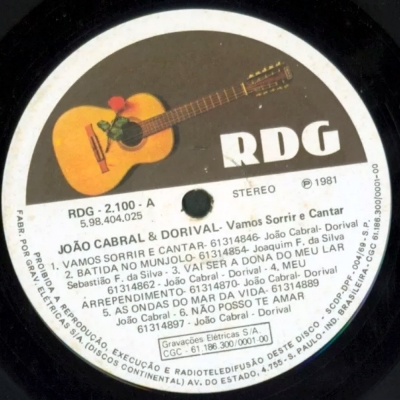 RDG
RDG - 2.100 - A
5.98.404.025
STEREO
Ⓟ 1981
JOÃO CABRAL & DORIVAL- Vamos Sorrir e Cantar
1. VAMOS SORRIR E CANTAR- 61314846- João Cabral- Dorival
2. BATIDA NO MUNJOLO- 61314854- Joaquim F. da Silva
Sebastião F. da Silva - 3. VAI SER A DONA DO MEU LAR
61314862 - João Cabral - Dorival - 4. MEU
ARREPENDIMENTO- 61314870- João Cabral- Dorival
5. AS ONDAS DO MAR DA VIDA- 61314889
João Cabral - 6. NÃO POSSO TE AMAR
61314897 - João Cabral - Dorival
Gravações Elétricas S/A.
CGC - 61.186.300/0001-00
PROIBIDA A REPRODUÇÃO, EXECUÇÃO E RADIOTELEDIFUSÃO DESTE DISCO - SCDP-DPF-004/69-S.P.
FABR. POR GRAV. ELÉTRICAS S/A. (DISCOS CONTINENTAL) AV. DO ESTADO, 4.755 - S. PAULO - IND. BRASILEIRA - CGC 61.186.300/0001-00